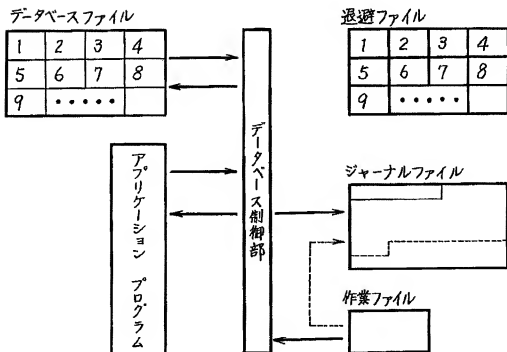 データベースファイル
1 2 3 4
5 6 7 8
9 ・・・・・
退避ファイル
1 2 3 4
5 6 7 8
9 ・・・・・
データベース制御部
アプリケーション プログラム
ジャーナルファイル
作業ファイル